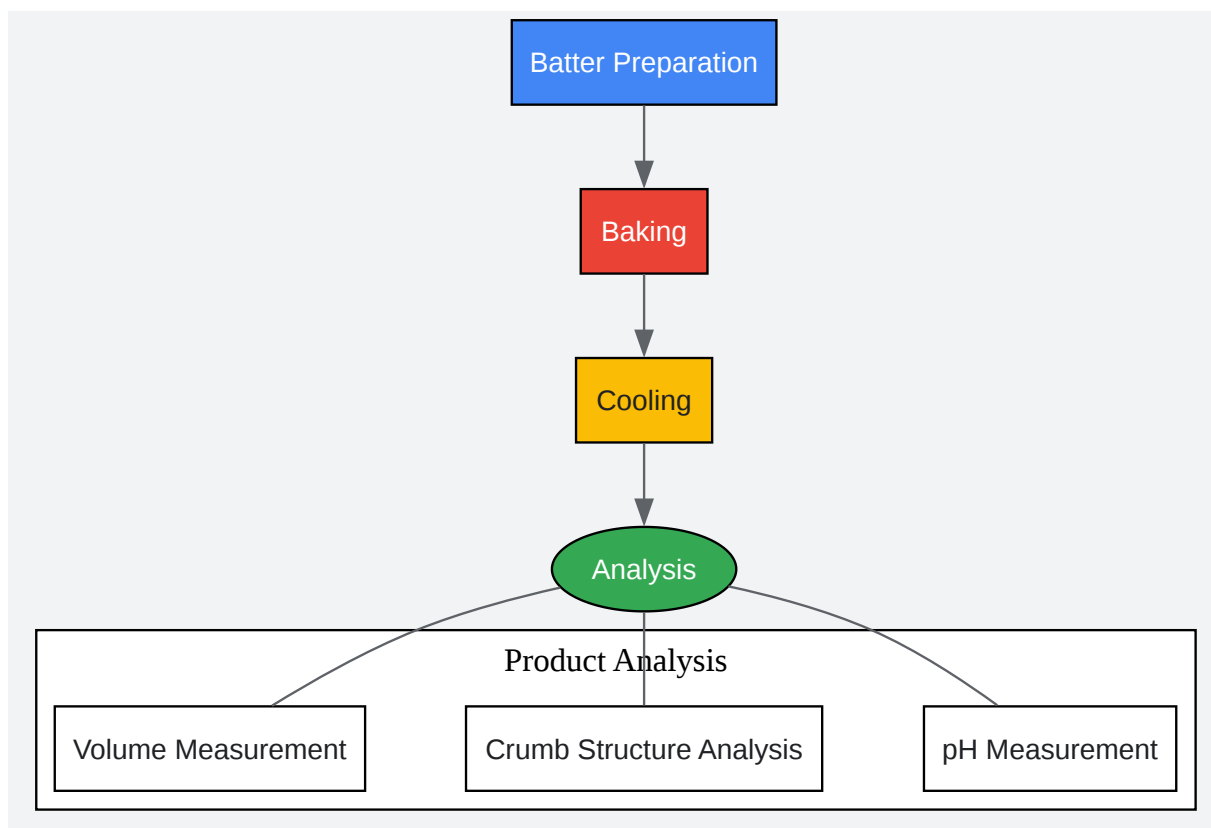 Batter Preparation
Baking
Cooling
Analysis
Product Analysis
Volume Measurement
Crumb Structure Analysis
pH Measurement